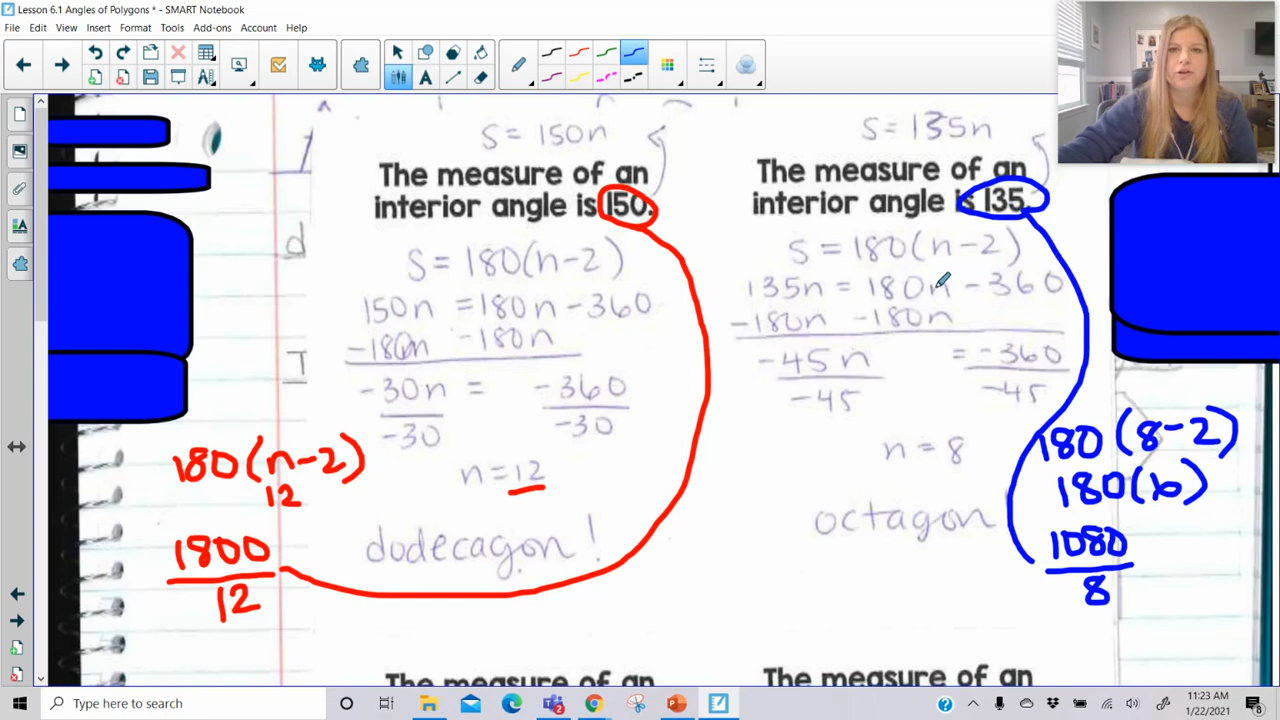 Lesson 6.1 Angles of Polygons * - SMART Notebook
File Edit View Insert Format Tools Add-ons Account Help
S = 150n
The measure of an
interior angle is 150.
S = 180(n-2)
150n = 180n - 360
-180n -180n
-30n = -360
-30 -30
n = 12
dodecagon!
180(n-2)
12
1800
12
d
S = 135n
The measure of an
interior angle is 135.
S = 180(n-2)
135n = 180n - 360
-180n -180n
-45n = -360
-45 -45
n = 8
octagon
180(8-2)
180(6)
1080
8
The measure of an
The measure of an
Type here to search
11:23 AM
1/22/2021
8